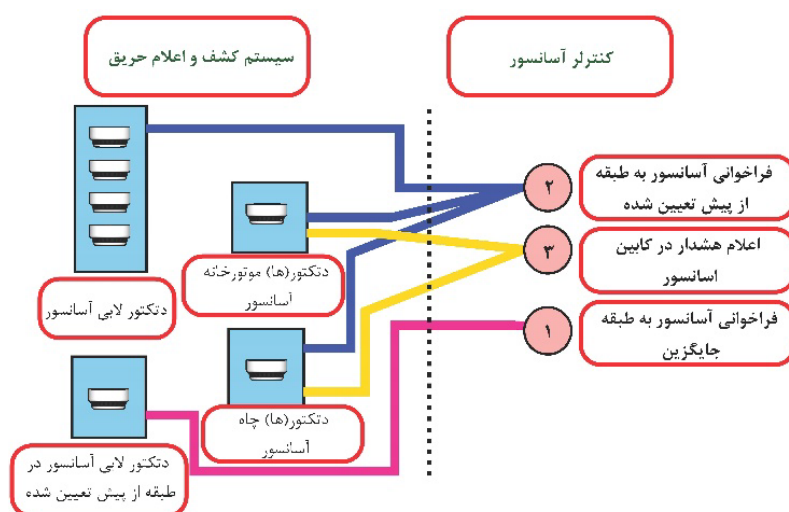 کنترلر آسانسور
سیستم کشف و اعلام حریق
۲
فراخوانی آسانسور به طبقه
از پیش تعیین شده
۳
اعلام هشدار در کابین
اسانسور
۱
فراخوانی آسانسور به طبقه
جایگزین
دتکتور(ها) موتورخانه
آسانسور
دتکتور لابی آسانسور
دتکتور(ها) چاه
آسانسور
دتکتور لابی آسانسور در
طبقه از پیش تعیین شده